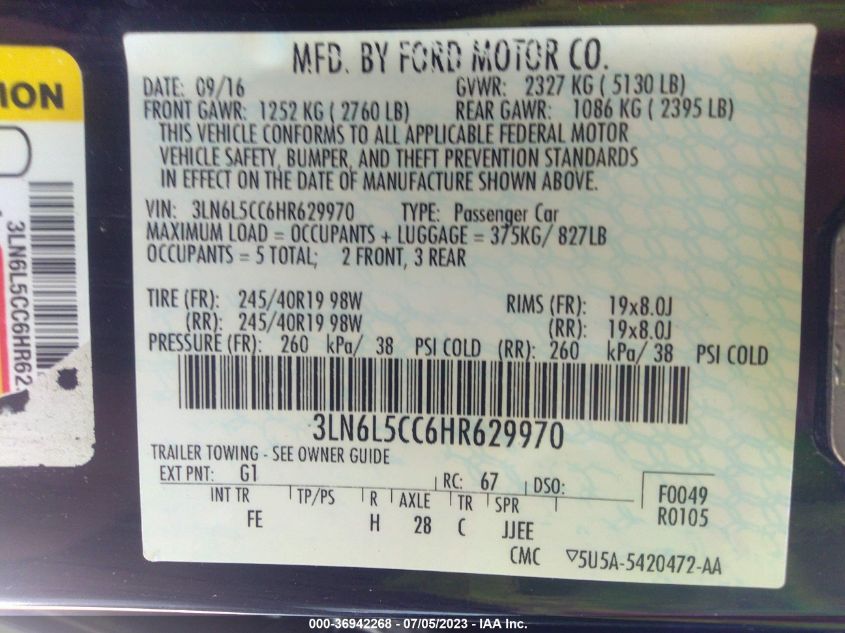 MFD. BY FORD MOTOR CO.
DATE: 09/16 GVWR: 2327 KG ( 5130 LB)
FRONT GAWR: 1252 KG ( 2760 LB) REAR GAWR: 1086 KG ( 2395 LB)
THIS VEHICLE CONFORMS TO ALL APPLICABLE FEDERAL MOTOR
VEHICLE SAFETY, BUMPER, AND THEFT PREVENTION STANDARDS
IN EFFECT ON THE DATE OF MANUFACTURE SHOWN ABOVE.
VIN: 3LN6L5CC6HR629970 TYPE: Passenger Car
MAXIMUM LOAD = OCCUPANTS + LUGGAGE = 375KG/ 827LB
OCCUPANTS = 5 TOTAL; 2 FRONT, 3 REAR
TIRE (FR): 245/40R19 98W RIMS (FR): 19x8.0J
(RR): 245/40R19 98W (RR): 19x8.0J
PRESSURE (FR): 260 kPa/ 38 PSI COLD (RR): 260 kPa/ 38 PSI COLD
3LN6L5CC6HR629970
TRAILER TOWING - SEE OWNER GUIDE
EXT PNT: G1 RC: 67 DSO: F0049
INT TR TP/PS R AXLE TR SPR R0105
FE H 28 C JJEE
CMC ▽5U5A-5420472-AA
ION
3LN6L5CC6HR62
000-36942268 - 07/05/2023 - IAA Inc.